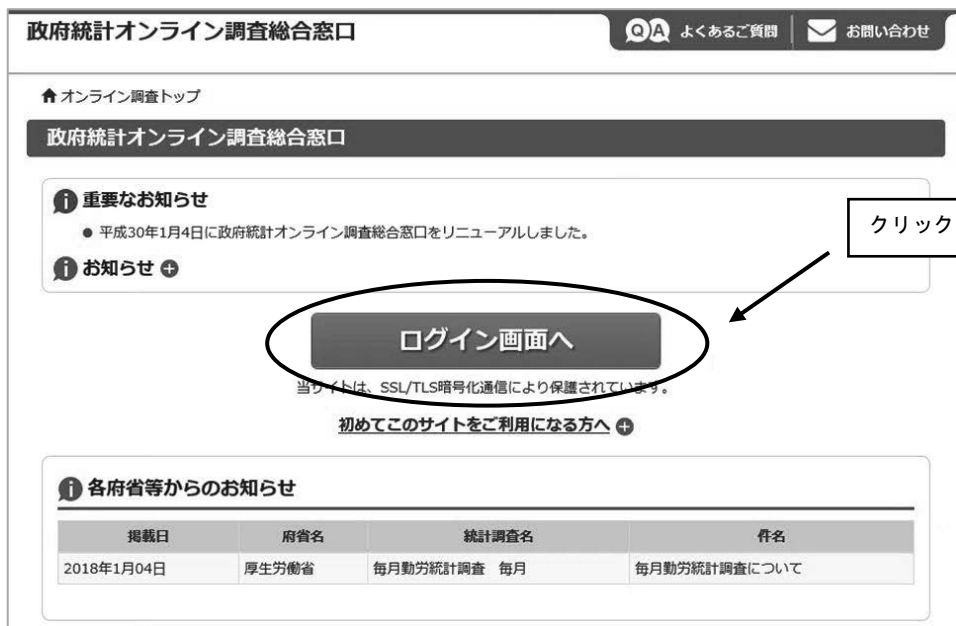 政府統計オンライン調査総合窓口
QA よくあるご質問 お問い合わせ
オンライン調査トップ
政府統計オンライン調査総合窓口
重要なお知らせ
● 平成30年1月4日に政府統計オンライン調査総合窓口をリニューアルしました。
クリック
お知らせ
ログイン画面へ
当サイトは、SSL/TLS暗号化通信により保護されています。
初めてこのサイトをご利用になる方へ
各府省等からのお知らせ
掲載日 府省名 統計調査名 件名
2018年1月04日 厚生労働省 毎月勤労統計調査 毎月 毎月勤労統計調査について